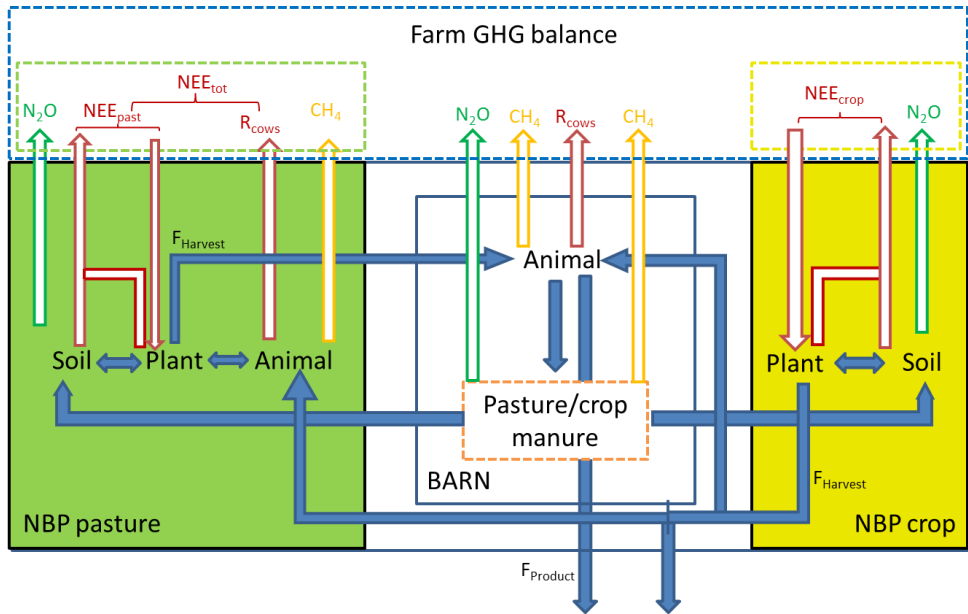 Farm GHG balance
NEE_tot
NEE_past
N₂O
R_cows
CH₄
N₂O
CH₄
R_cows
CH₄
NEE_crop
N₂O
F_Harvest
Animal
Soil
Plant
Animal
Plant
Soil
Pasture/crop
manure
BARN
F_Harvest
NBP pasture
NBP crop
F_Product